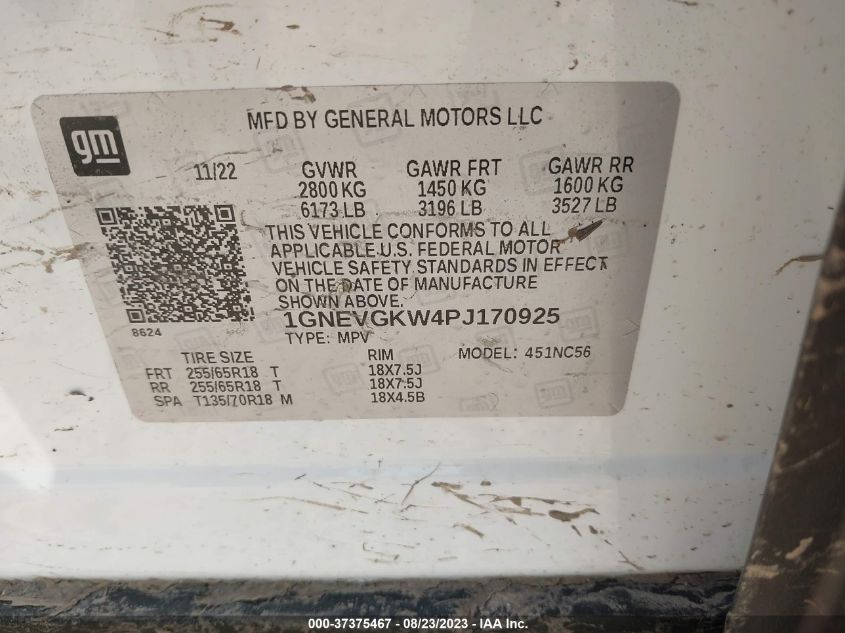 gm
MFD BY GENERAL MOTORS LLC
11/22 GVWR GAWR FRT GAWR RR
2800 KG 1450 KG 1600 KG
6173 LB 3196 LB 3527 LB
THIS VEHICLE CONFORMS TO ALL
APPLICABLE U.S. FEDERAL MOTOR
VEHICLE SAFETY STANDARDS IN EFFECT
ON THE DATE OF MANUFACTURE
SHOWN ABOVE.
8624
1GNEVGKW4PJ170925
TYPE: MPV
TIRE SIZE RIM MODEL: 451NC56
FRT 255/65R18 T 18X7.5J
RR 255/65R18 T 18X7.5J
SPA T135/70R18 M 18X4.5B
000-37375467 - 08/23/2023 - IAAI, Inc.